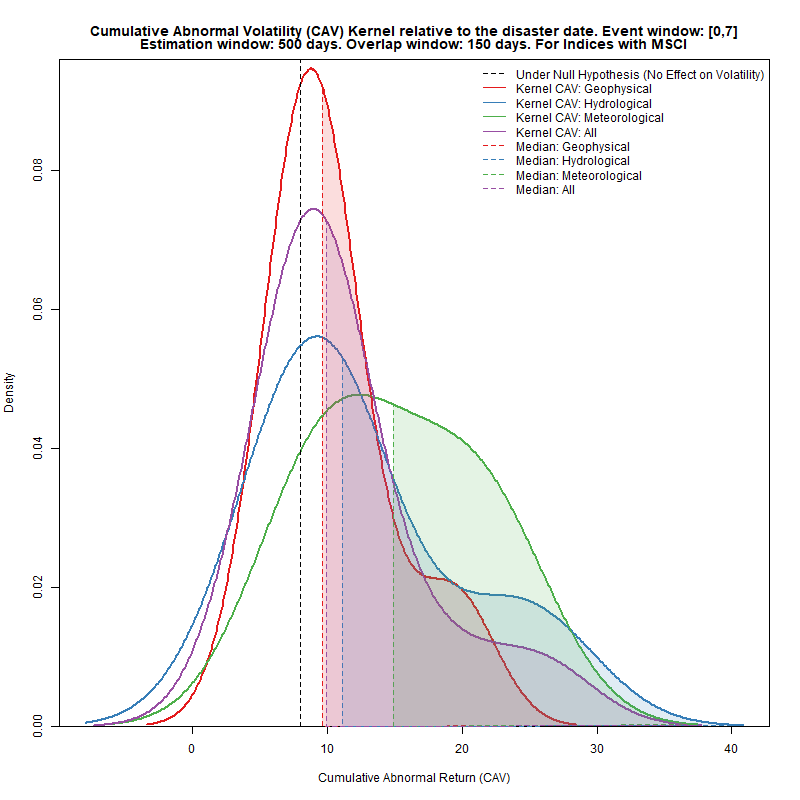 Cumulative Abnormal Volatility (CAV) Kernel relative to the disaster date. Event window: [0,7]
Estimation window: 500 days. Overlap window: 150 days. For Indices with MSCI
Under Null Hypothesis (No Effect on Volatility)
Kernel CAV: Geophysical
Kernel CAV: Hydrological
Kernel CAV: Meteorological
Kernel CAV: All
Median: Geophysical
Median: Hydrological
Median: Meteorological
Median: All
Density
0.08
0.06
0.04
0.02
0.00
0 10 20 30 40
Cumulative Abnormal Return (CAV)